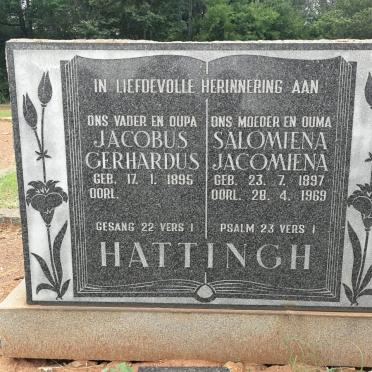 IN LIEFDEVOLLE HERINNERING AAN
ONS VADER EN OUPA
JACOBUS
GERHARDUS
GEB. 17. 1. 1895
OORL.
GESANG 22 VERS 1
ONS MOEDER EN OUMA
SALOMIENA
JACOMIENA
GEB. 23. 7. 1897
OORL. 28. 4. 1969
PSALM 23 VERS 1
HATTINGH